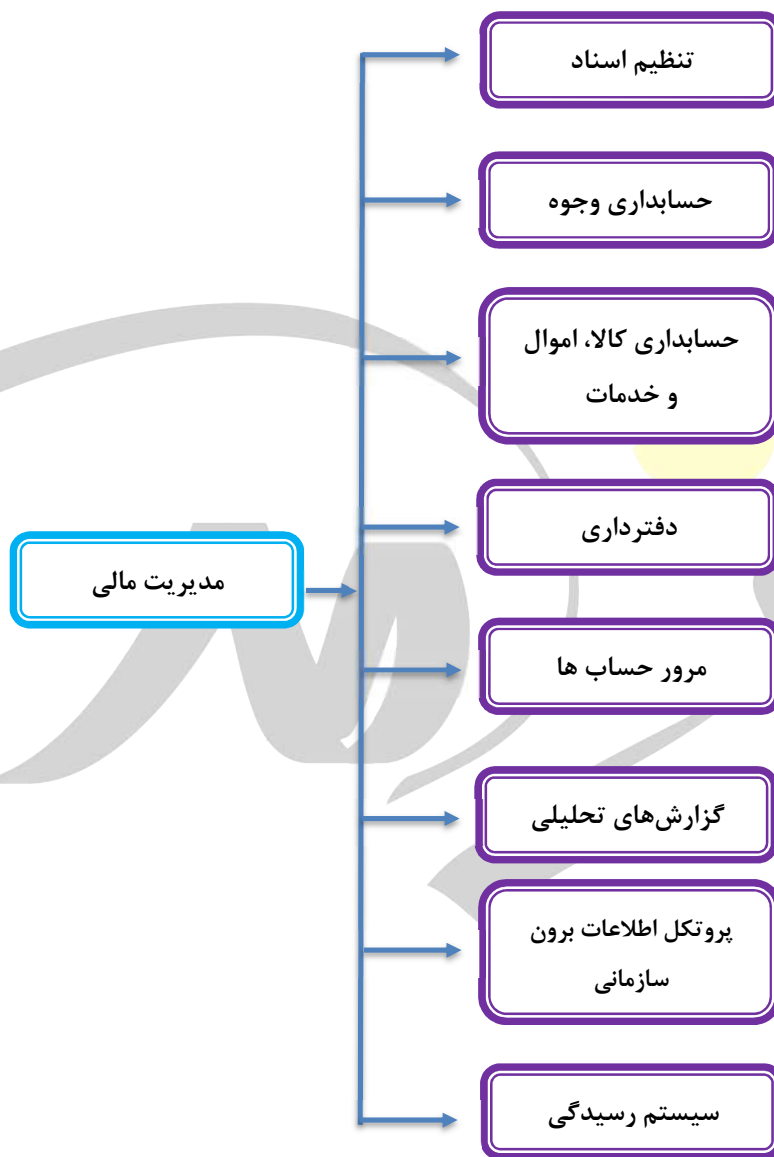 تنظیم اسناد
حسابداری وجوه
حسابداری کالا، اموال
و خدمات
دفترداری
مدیریت مالی
مرور حساب ها
گزارش‌های تحلیلی
پروتکل اطلاعات برون
سازمانی
سیستم رسیدگی